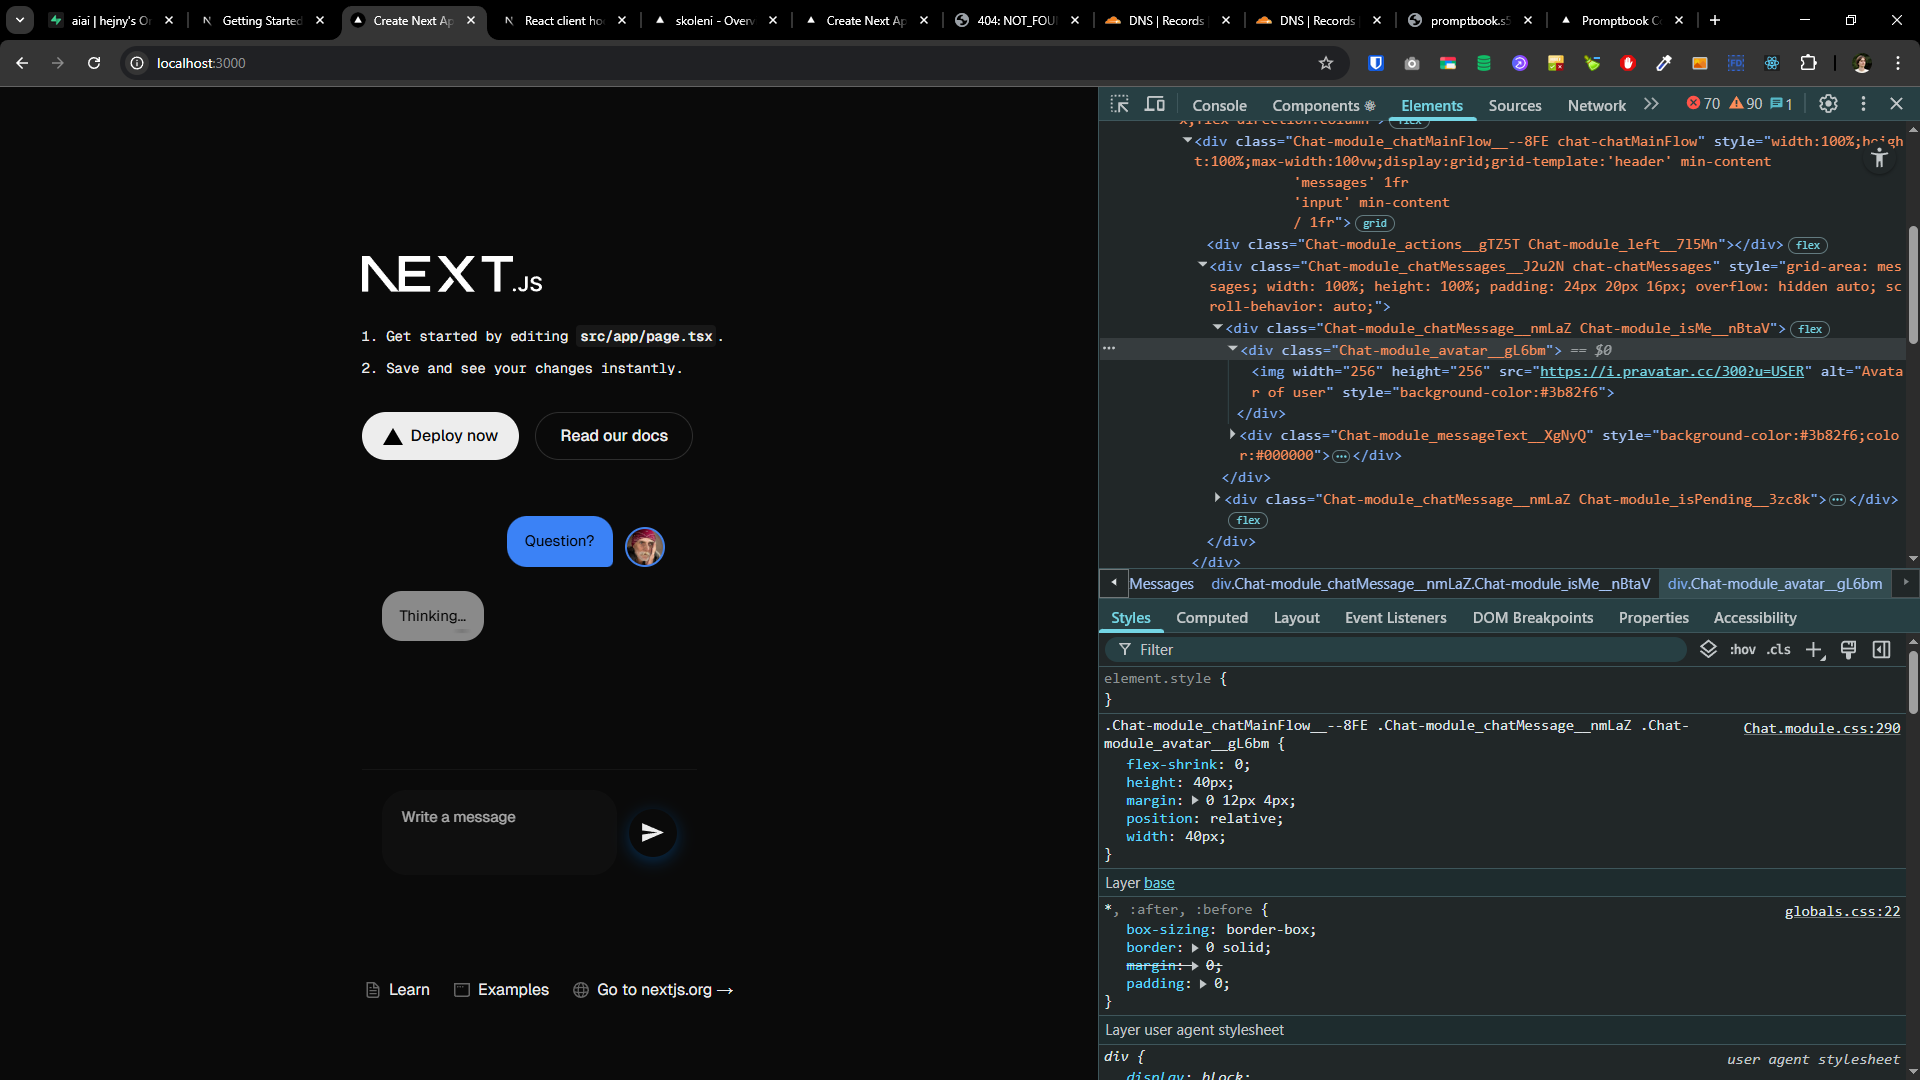 aiai | hejny's Or
Getting Started
Create Next Ap
React client ho
skoleni - Overv
Create Next Ap
404: NOT_FOU
DNS | Records
DNS | Records
promptbook.s5
Promptbook C
localhost:3000
NEXT.JS
1. Get started by editing src/app/page.tsx.
2. Save and see your changes instantly.
Deploy now
Read our docs
Question?
Thinking...
Write a message
Learn
Examples
Go to nextjs.org →
Console
Components
Elements
Sources
Network
70
90
1
<div class="Chat-module_chatMainFlow__--8FE chat-chatMainFlow" style="width:100%;heigh
t:100%;max-width:100vw;display:grid;grid-template:'header' min-content
'messages' 1fr
'input' min-content
/ 1fr"> grid
<div class="Chat-module_actions__gTZ5T Chat-module_left__7l5Mn"></div> flex
<div class="Chat-module_chatMessages__J2u2N chat-chatMessages" style="grid-area: mes
sages; width: 100%; height: 100%; padding: 24px 20px 16px; overflow: hidden auto; sc
roll-behavior: auto;">
<div class="Chat-module_chatMessage__nmLaZ Chat-module_isMe__nBtaV"> flex
<div class="Chat-module_avatar__gL6bm"> == $0
<img width="256" height="256" src="https://i.pravatar.cc/300?u=USER" alt="Avata
r of user" style="background-color:#3b82f6">
</div>
<div class="Chat-module_messageText__XgNyQ" style="background-color:#3b82f6;colo
r:#000000"> </div>
</div>
<div class="Chat-module_chatMessage__nmLaZ Chat-module_isPending__3zc8k"> </div>
flex
</div>
</div>
Messages
div.Chat-module_chatMessage__nmLaZ.Chat-module_isMe__nBtaV
div.Chat-module_avatar__gL6bm
Styles
Computed
Layout
Event Listeners
DOM Breakpoints
Properties
Accessibility
Filter
:hov
.cls
element.style {
}
.Chat-module_chatMainFlow__--8FE .Chat-module_chatMessage__nmLaZ .Chat-
module_avatar__gL6bm {
Chat.module.css:290
flex-shrink: 0;
height: 40px;
margin: 0 12px 4px;
position: relative;
width: 40px;
}
Layer base
*, :after, :before {
globals.css:22
box-sizing: border-box;
border: 0 solid;
margin: 0;
padding: 0;
}
Layer user agent stylesheet
div {
user agent stylesheet
display: block;